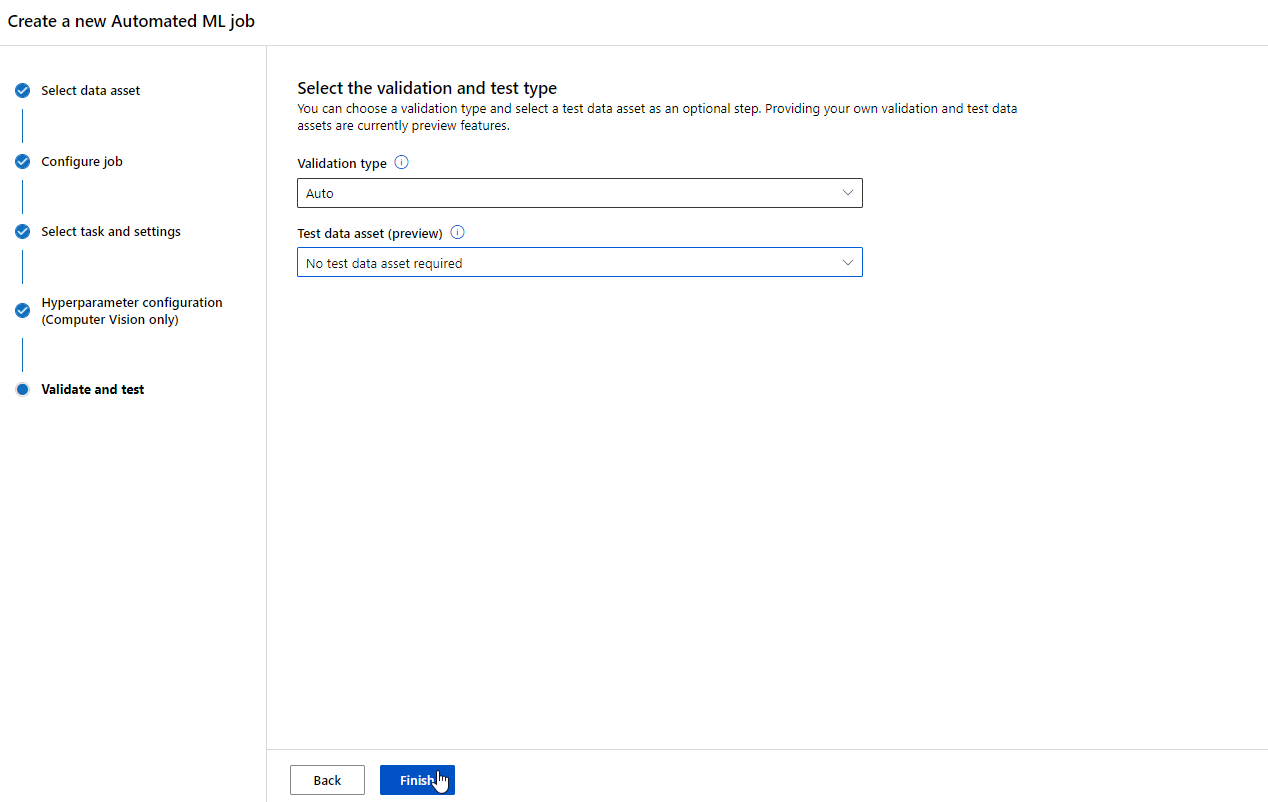 Create a new Automated ML job
Select data asset
Configure job
Select task and settings
Hyperparameter configuration
(Computer Vision only)
Validate and test
Select the validation and test type
You can choose a validation type and select a test data asset as an optional step. Providing your own validation and test data
assets are currently preview features.
Validation type
Auto
Test data asset (preview)
No test data asset required
Back
Finish